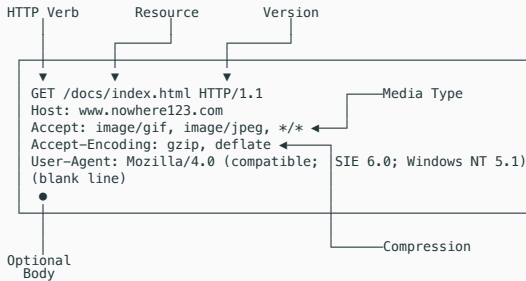 HTTP Verb Resource Version
GET /docs/index.html HTTP/1.1
Media Type
Host: www.nowhere123.com
Accept: image/gif, image/jpeg, */*
Accept-Encoding: gzip, deflate
User-Agent: Mozilla/4.0 (compatible; SIE 6.0; Windows NT 5.1)
(blank line)
Compression
Optional
Body